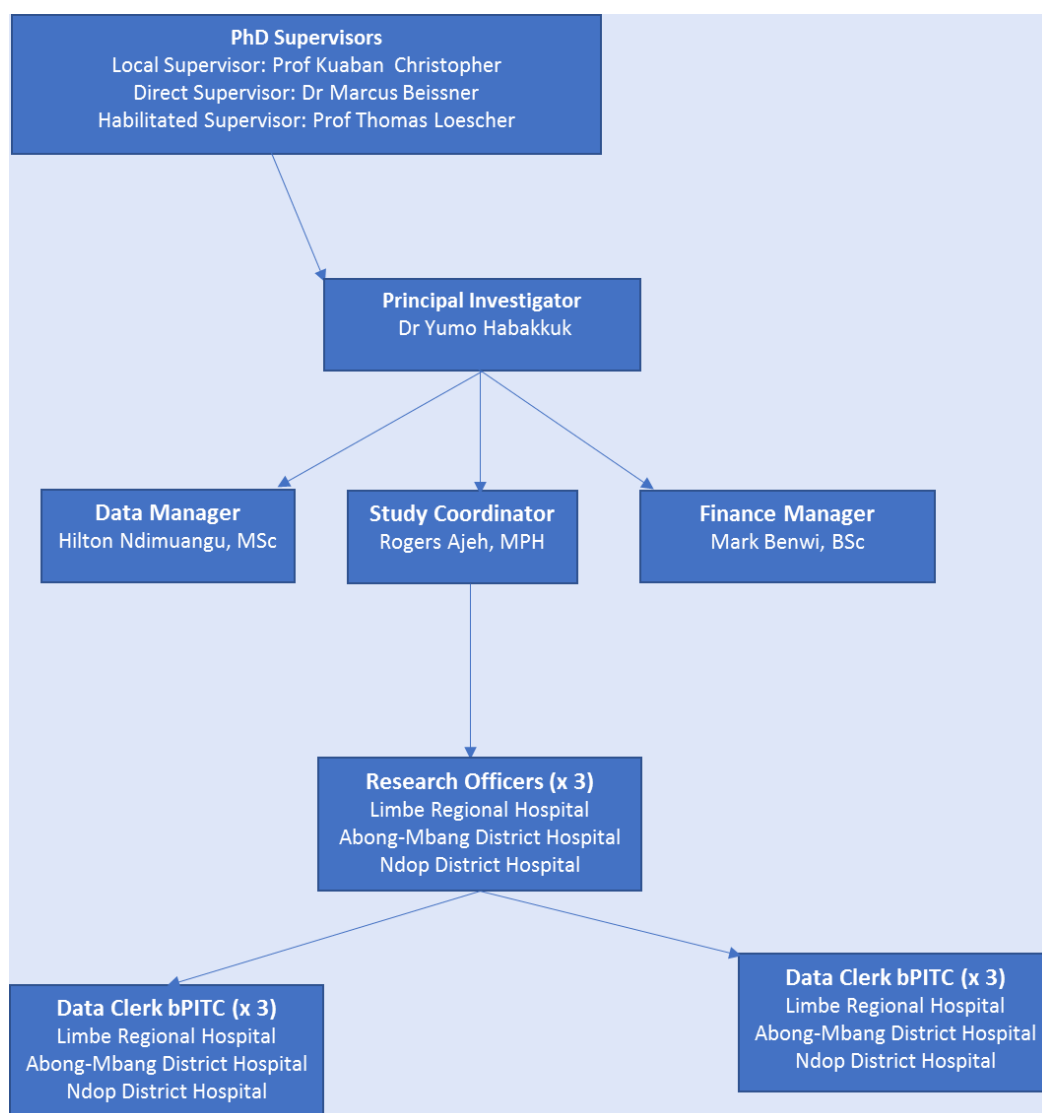 PhD Supervisors
Local Supervisor: Prof Kuaban Christopher
Direct Supervisor: Dr Marcus Beissner
Habilitated Supervisor: Prof Thomas Loescher
Principal Investigator
Dr Yumo Habakkuk
Data Manager
Hilton Ndimuangu, MSc
Study Coordinator
Rogers Ajeh, MPH
Finance Manager
Mark Benwi, BSc
Research Officers (x 3)
Limbe Regional Hospital
Abong-Mbang District Hospital
Ndop District Hospital
Data Clerk bPITC (x 3)
Limbe Regional Hospital
Abong-Mbang District Hospital
Ndop District Hospital
Data Clerk bPITC (x 3)
Limbe Regional Hospital
Abong-Mbang District Hospital
Ndop District Hospital